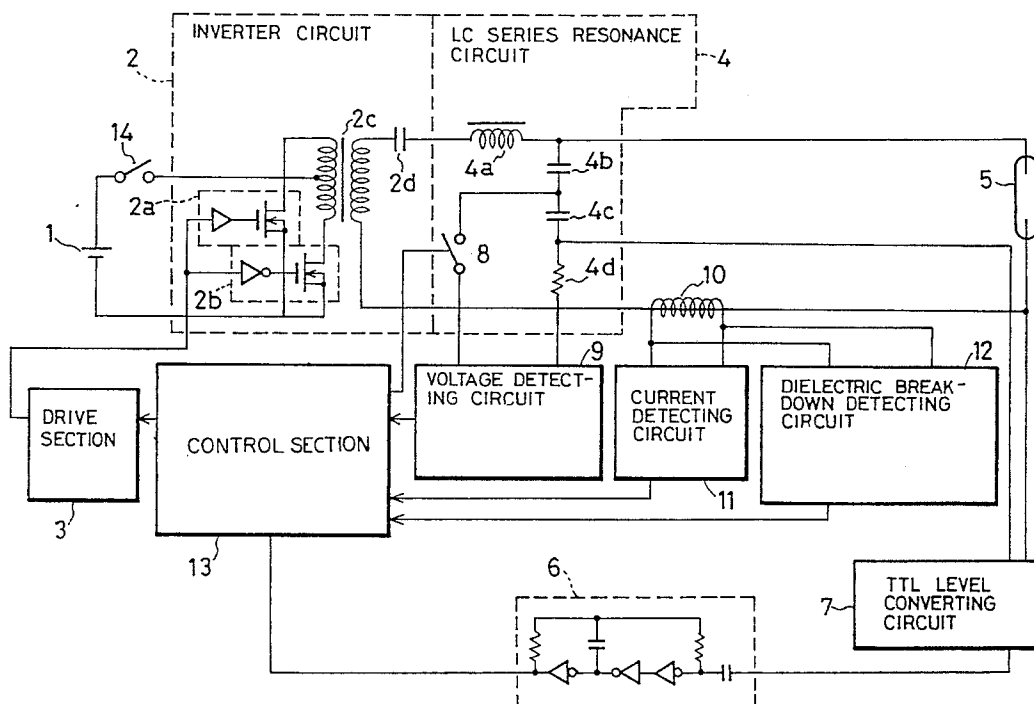 INVERTER CIRCUIT
LC SERIES RESONANCE
CIRCUIT
2
4
14
2c
2d
4a
4b
4c
4d
5
2a
1
2b
8
10
9
12
DRIVE
SECTION
CONTROL SECTION
VOLTAGE DETECT-
ING CIRCUIT
CURRENT
DETECTING
CIRCUIT
DIELECTRIC BREAK-
DOWN DETECTING
CIRCUIT
3
13
11
6
7
TTL LEVEL
CONVERTING
CIRCUIT